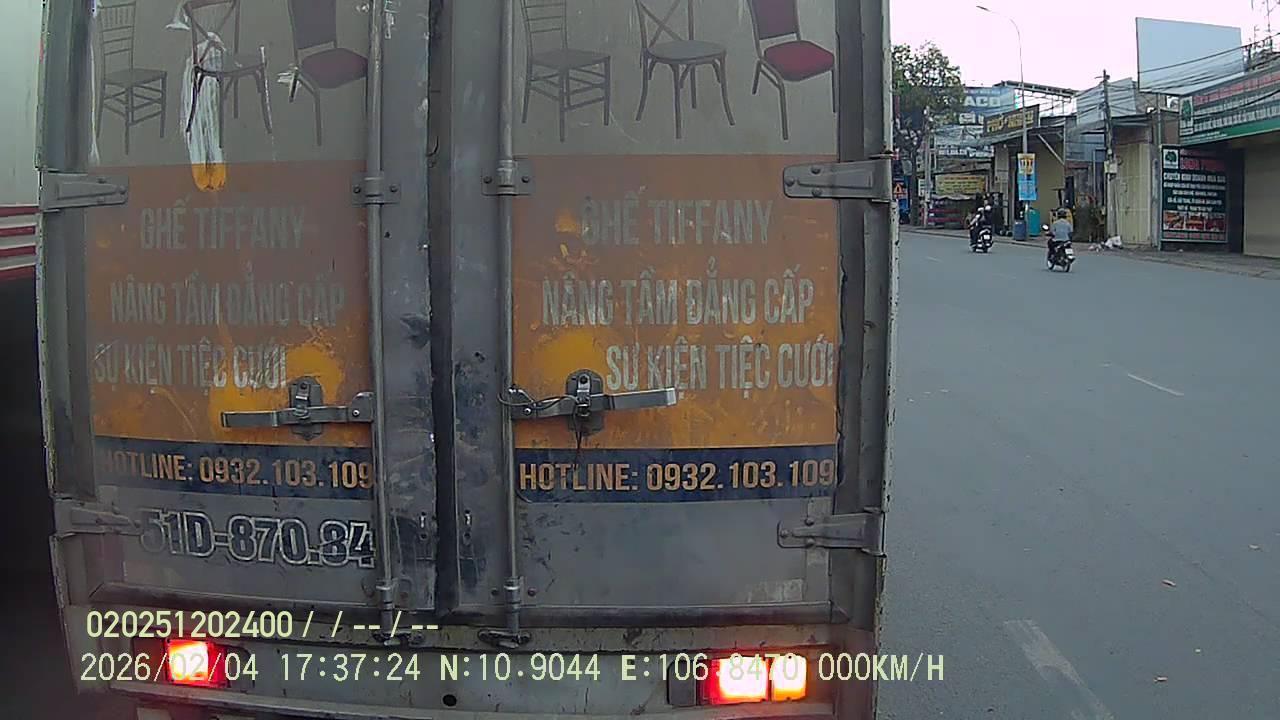 GHẾ TIFFANY
NÂNG TẦM ĐẲNG CẤP
SỰ KIỆN TIỆC CƯỚI
HOTLINE: 0932.103.109
51D-870.84
GHẾ TIFFANY
NÂNG TẦM ĐẲNG CẤP
SỰ KIỆN TIỆC CƯỚI
HOTLINE: 0932.103.109
020251202400 / / -- / --
2026/02/04 17:37:24 N:10.9044 E:106.8470 000KM/H